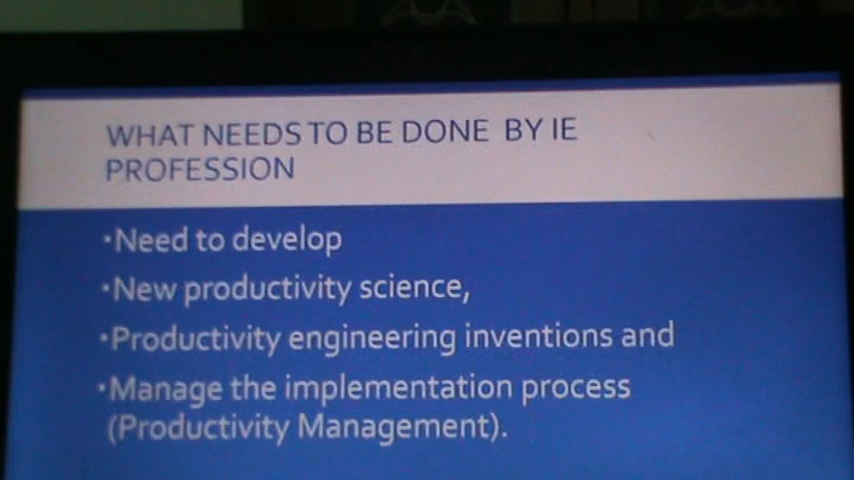 WHAT NEEDS TO BE DONE BY IE
PROFESSION
•Need to develop
•New productivity science,
•Productivity engineering inventions and
•Manage the implementation process
(Productivity Management).